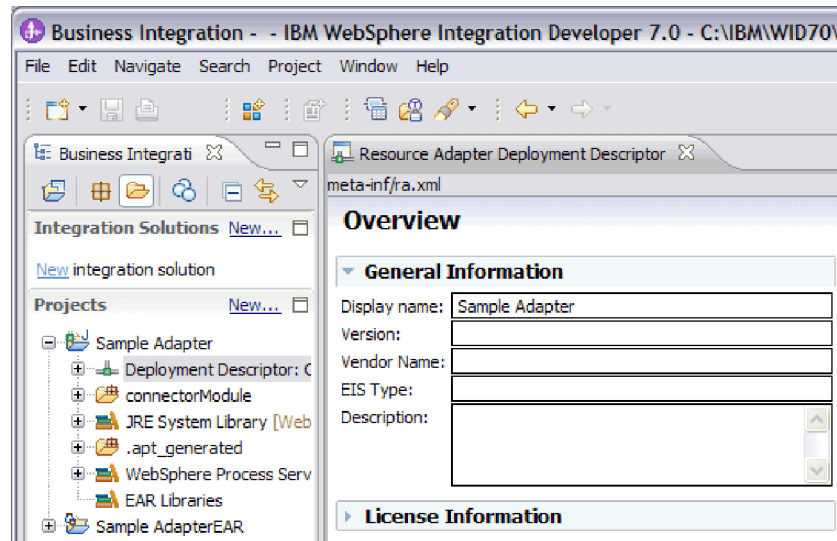 Business Integration - - IBM WebSphere Integration Developer 7.0 - C:\IBM\WID70\
File Edit Navigate Search Project Window Help
Business Integrati
Integration Solutions New...
New integration solution
Projects New...
Sample Adapter
Deployment Descriptor: C
connectorModule
JRE System Library [Web
.apt_generated
WebSphere Process Serv
EAR Libraries
Sample AdapterEAR
Resource Adapter Deployment Descriptor
meta-inf/ra.xml
Overview
General Information
Display name: Sample Adapter
Version:
Vendor Name:
EIS Type:
Description:
License Information